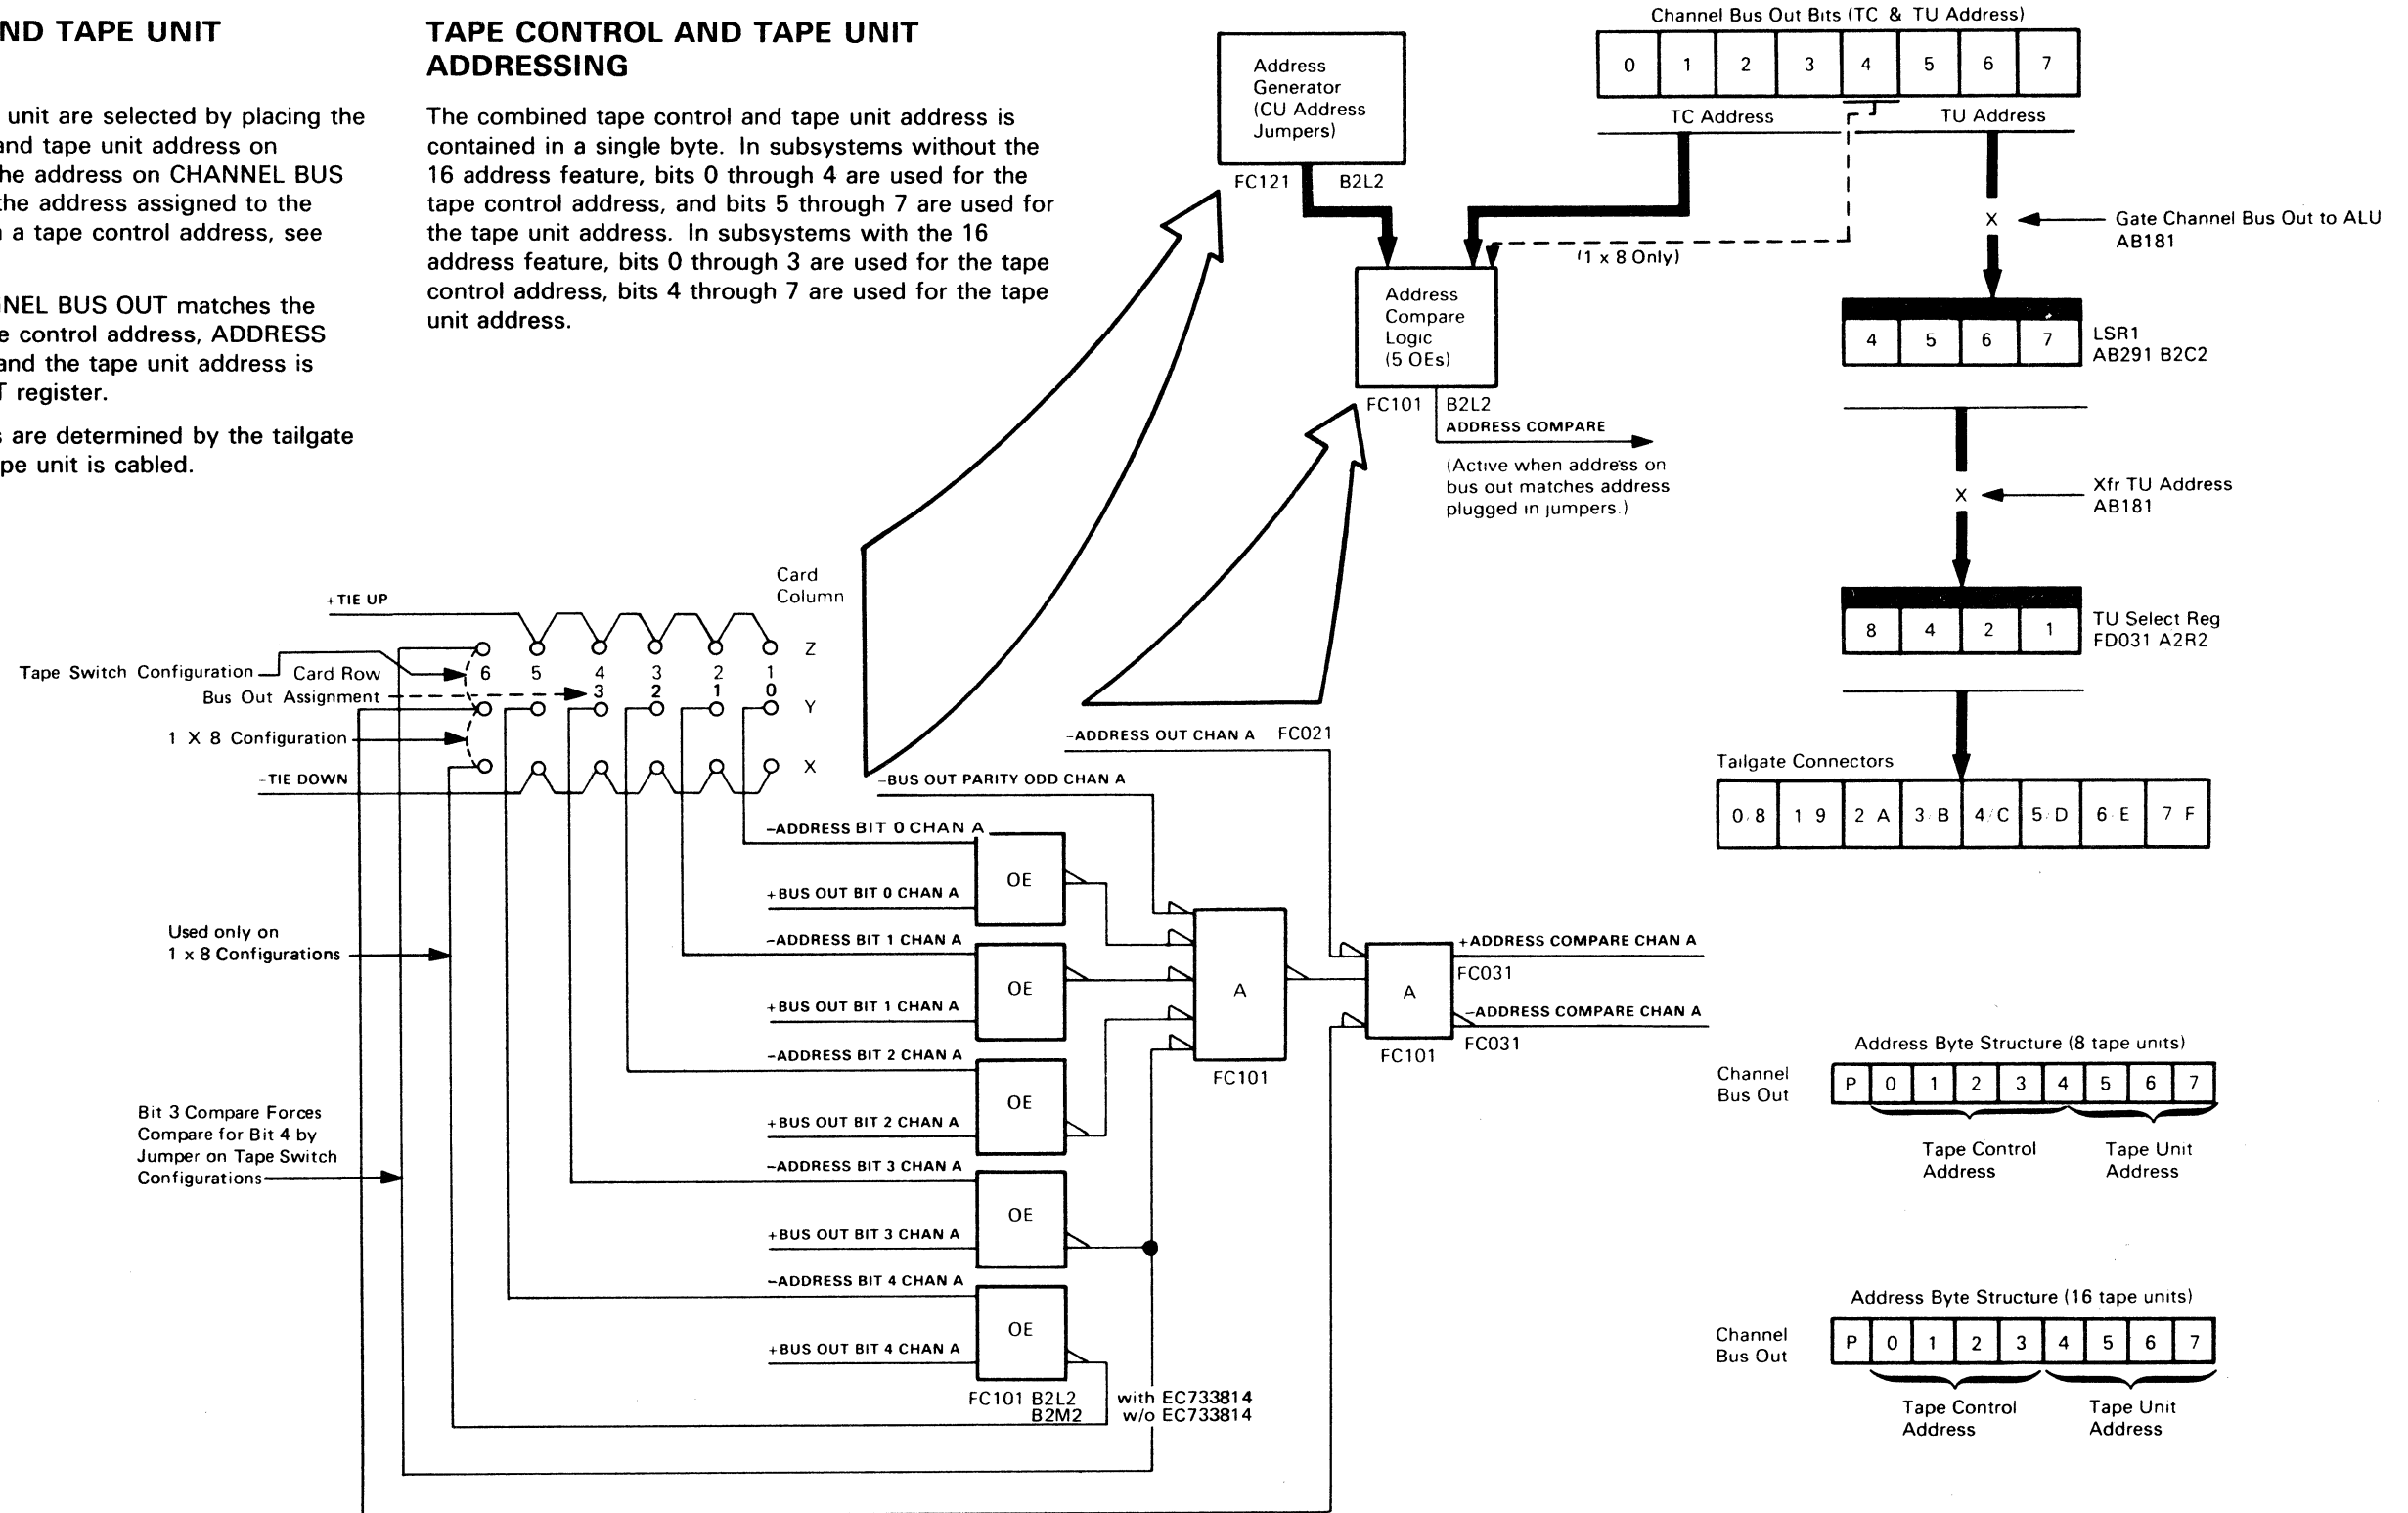 ND TAPE UNIT
unit are selected by placing the
and tape unit address on
he address on CHANNEL BUS
the address assigned to the
a tape control address, see
NEL BUS OUT matches the
e control address, ADDRESS
and the tape unit address is
T register.
s are determined by the tailgate
pe unit is cabled.
TAPE CONTROL AND TAPE UNIT
ADDRESSING
The combined tape control and tape unit address is
contained in a single byte. In subsystems without the
16 address feature, bits 0 through 4 are used for the
tape control address, and bits 5 through 7 are used for
the tape unit address. In subsystems with the 16
address feature, bits 0 through 3 are used for the tape
control address, bits 4 through 7 are used for the tape
unit address.
Address
Generator
(CU Address
Jumpers)
FC121 B2L2
Channel Bus Out Bits (TC & TU Address)
0 1 2 3 4 5 6 7
TC Address TU Address
X
Gate Channel Bus Out to ALU
AB181
(1 x 8 Only)
Address
Compare
Logic
(5 OEs)
FC101 B2L2
ADDRESS COMPARE
(Active when address on
bus out matches address
plugged in jumpers.)
4 5 6 7
LSR1
AB291 B2C2
X
Xfr TU Address
AB181
8 4 2 1
TU Select Reg
FD031 A2R2
Tailgate Connectors
0/8 1 9 2 A 3/B 4/C 5/D 6/E 7 F
Card
Column
+TIE UP
Z
Tape Switch Configuration
Card Row
6 5 4 3 2 1
Bus Out Assignment
3 2 1 0
Y
1 X 8 Configuration
-TIE DOWN
X
-ADDRESS OUT CHAN A FC021
-BUS OUT PARITY ODD CHAN A
-ADDRESS BIT 0 CHAN A
OE
+BUS OUT BIT 0 CHAN A
-ADDRESS BIT 1 CHAN A
OE
+BUS OUT BIT 1 CHAN A
-ADDRESS BIT 2 CHAN A
OE
+BUS OUT BIT 2 CHAN A
-ADDRESS BIT 3 CHAN A
OE
+BUS OUT BIT 3 CHAN A
-ADDRESS BIT 4 CHAN A
OE
+BUS OUT BIT 4 CHAN A
FC101 B2L2 with EC733814
B2M2 w/o EC733814
A
FC101
A
FC101
+ADDRESS COMPARE CHAN A
FC031
-ADDRESS COMPARE CHAN A
FC031
Used only on
1 x 8 Configurations
Bit 3 Compare Forces
Compare for Bit 4 by
Jumper on Tape Switch
Configurations
Address Byte Structure (8 tape units)
Channel
Bus Out
P 0 1 2 3 4 5 6 7
Tape Control
Address
Tape Unit
Address
Address Byte Structure (16 tape units)
Channel
Bus Out
P 0 1 2 3 4 5 6 7
Tape Control
Address
Tape Unit
Address